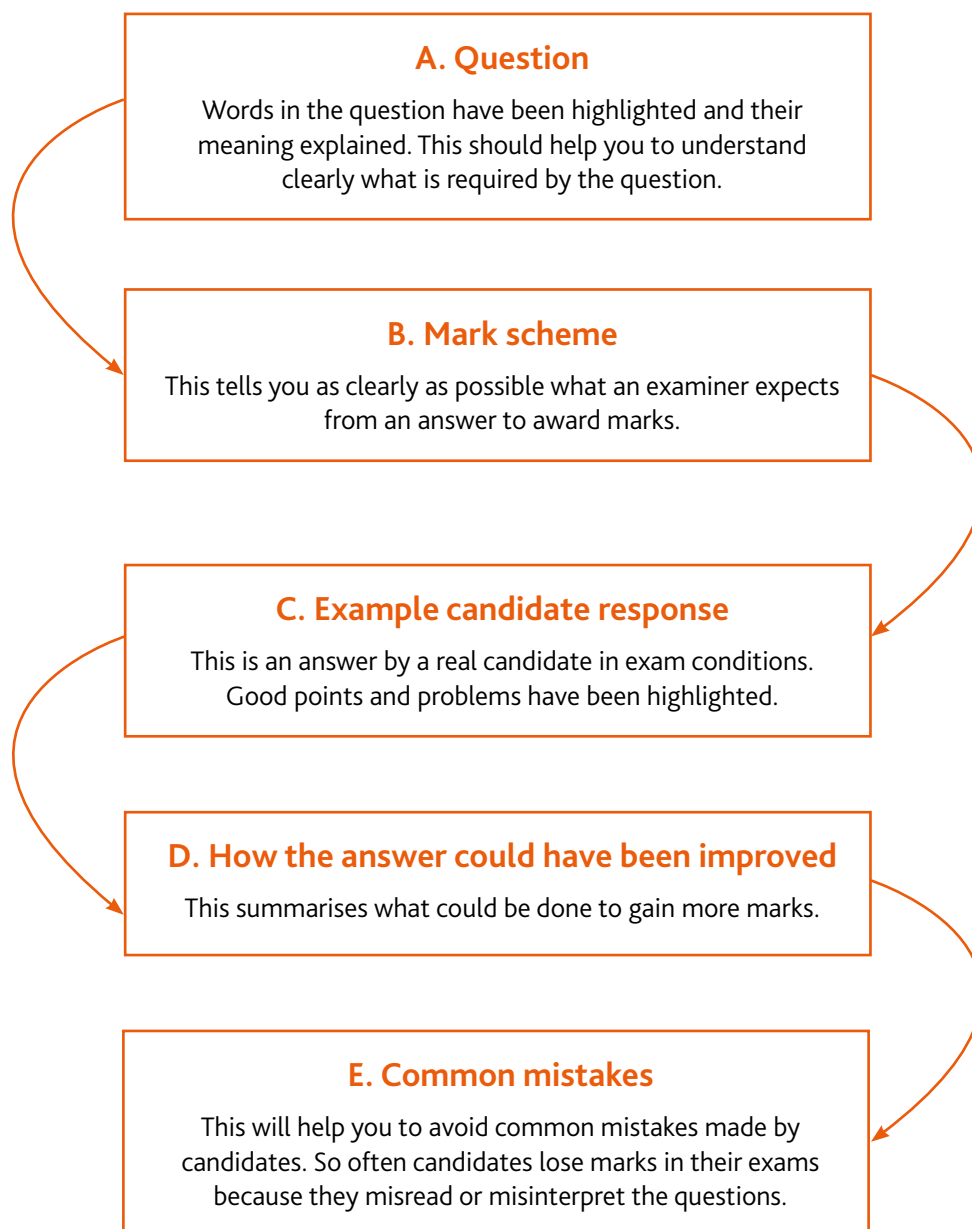 A. Question
Words in the question have been highlighted and their
meaning explained. This should help you to understand
clearly what is required by the question.
B. Mark scheme
This tells you as clearly as possible what an examiner expects
from an answer to award marks.
C. Example candidate response
This is an answer by a real candidate in exam conditions.
Good points and problems have been highlighted.
D. How the answer could have been improved
This summarises what could be done to gain more marks.
E. Common mistakes
This will help you to avoid common mistakes made by
candidates. So often candidates lose marks in their exams
because they misread or misinterpret the questions.